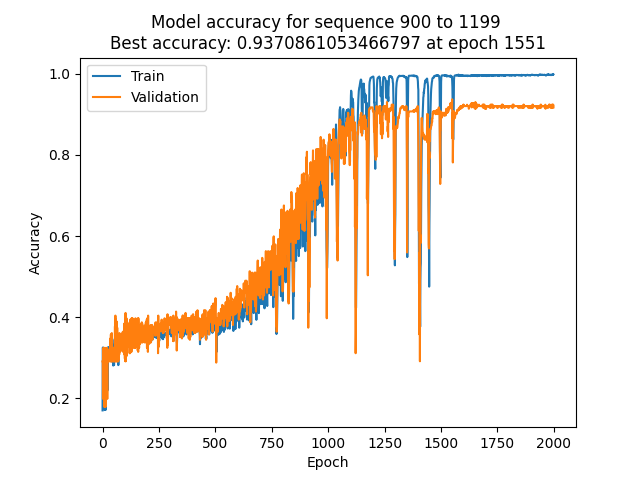 Model accuracy for sequence 900 to 1199
Best accuracy: 0.9370861053466797 at epoch 1551
Train
Validation
1.0
0.8
0.6
0.4
0.2
Accuracy
0 250 500 750 1000 1250 1500 1750 2000
Epoch